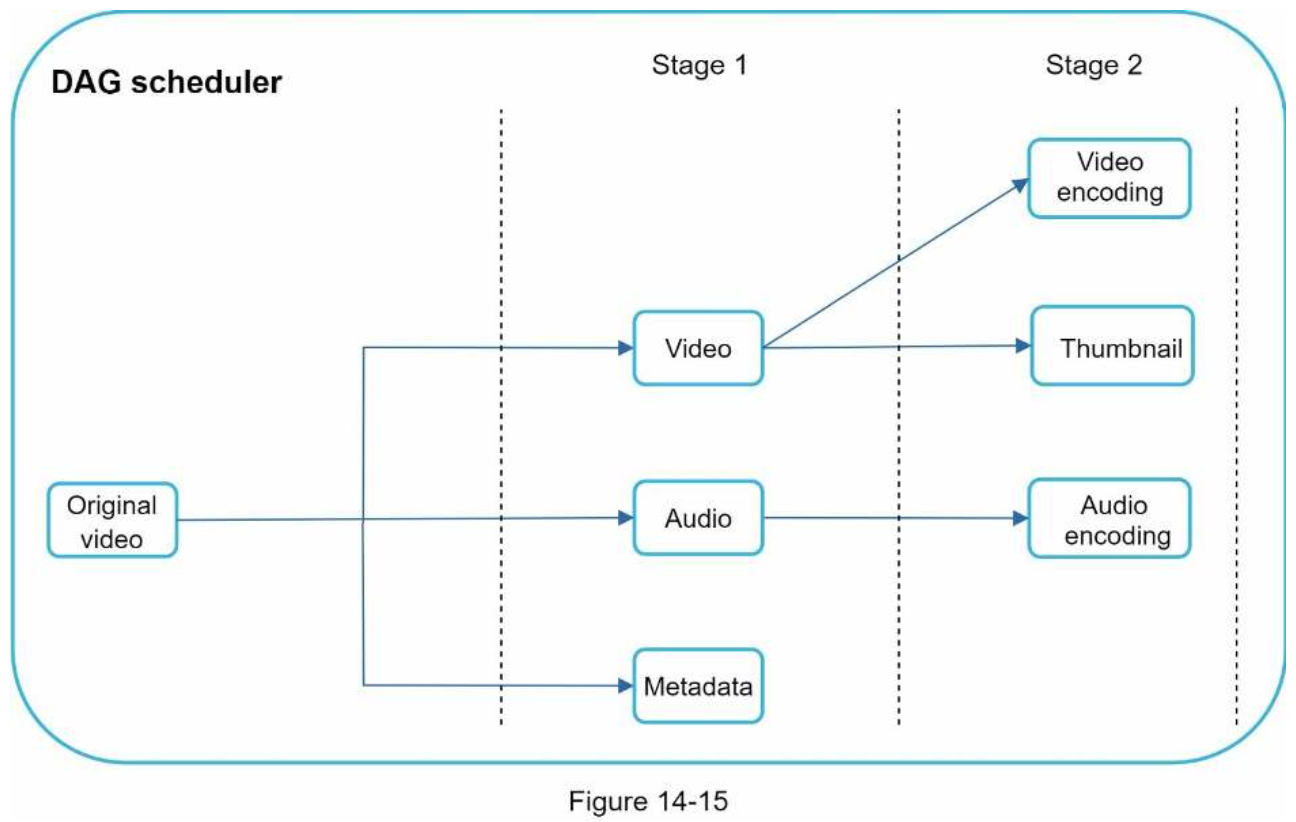 DAG scheduler
Stage 1
Stage 2
Video
encoding
Video
Thumbnail
Original
video
Audio
Audio
encoding
Metadata
Figure 14-15